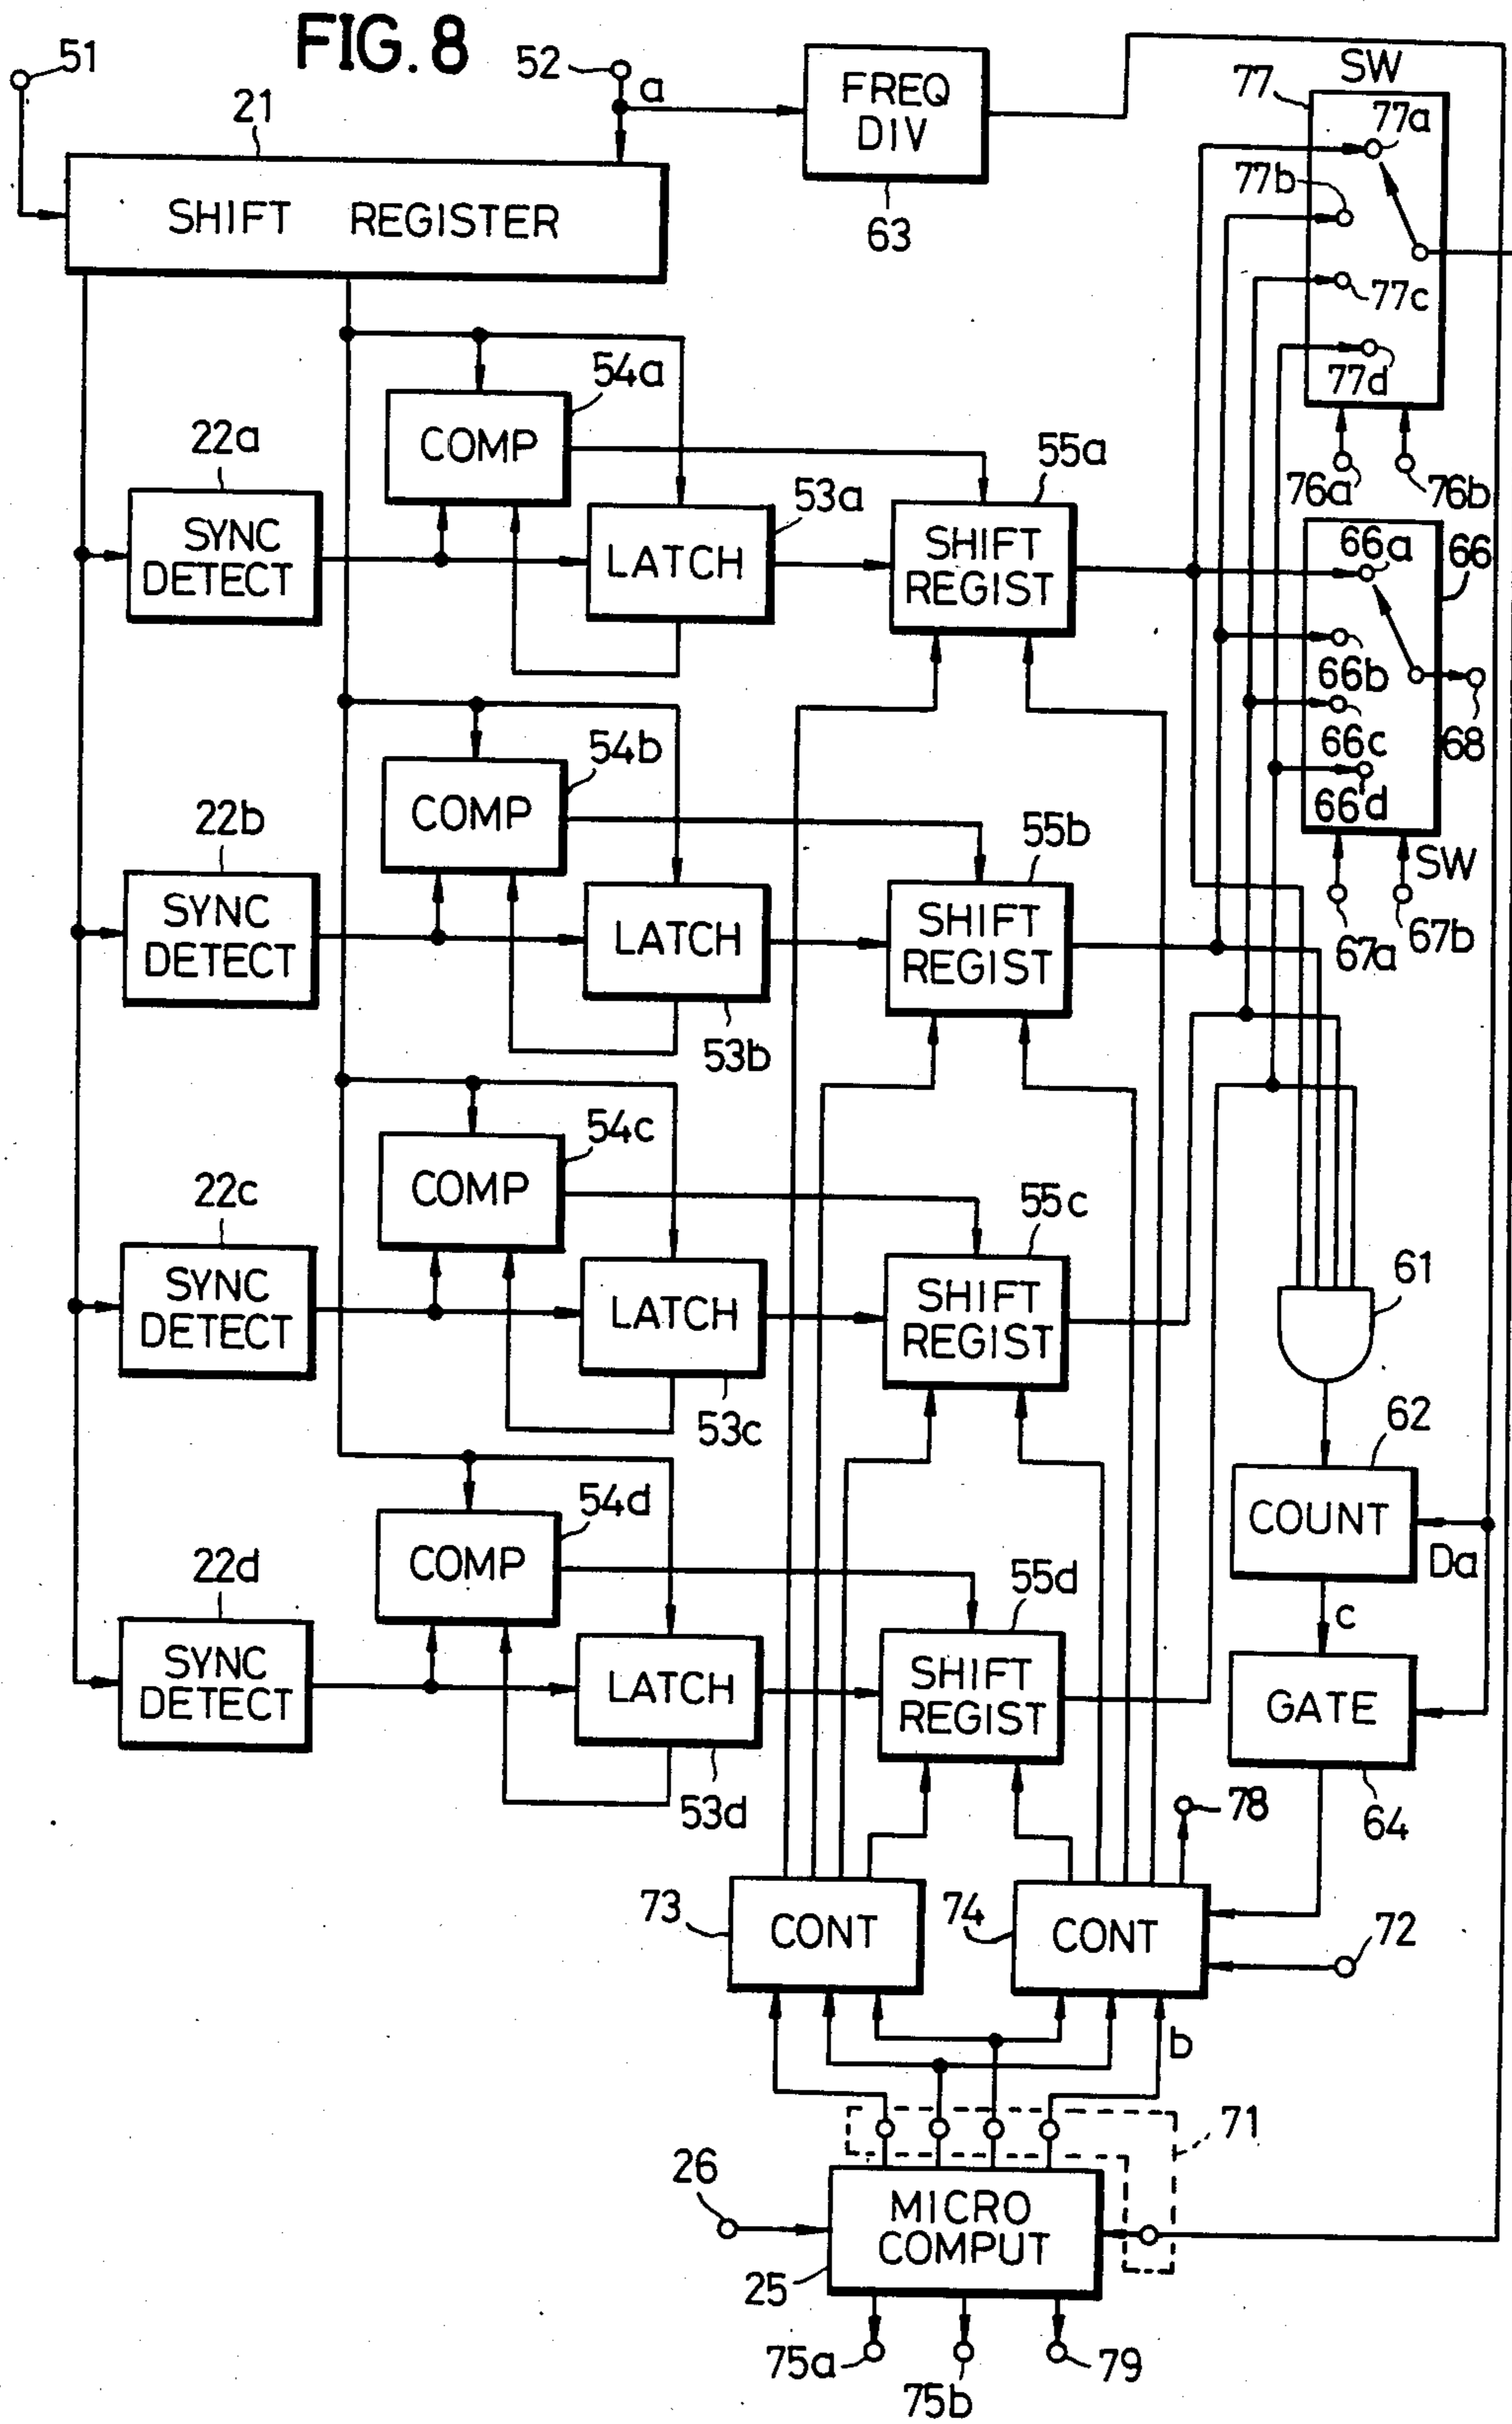 FIG. 8
51
52
a
FREQ
DIV
63
SW
77
77a
77b
77c
77d
76a
76b
21
SHIFT REGISTER
54a
COMP
22a
SYNC
DETECT
53a
LATCH
55a
SHIFT
REGIST
66a
66
66b
66c
66d
68
SW
67a
67b
54b
COMP
22b
SYNC
DETECT
LATCH
53b
55b
SHIFT
REGIST
54c
COMP
22c
SYNC
DETECT
LATCH
53c
55c
SHIFT
REGIST
61
62
COUNT
Da
c
54d
COMP
22d
SYNC
DETECT
LATCH
53d
55d
SHIFT
REGIST
GATE
64
78
73
CONT
74
CONT
72
b
71
26
MICRO
COMPUT
25
75a
75b
79